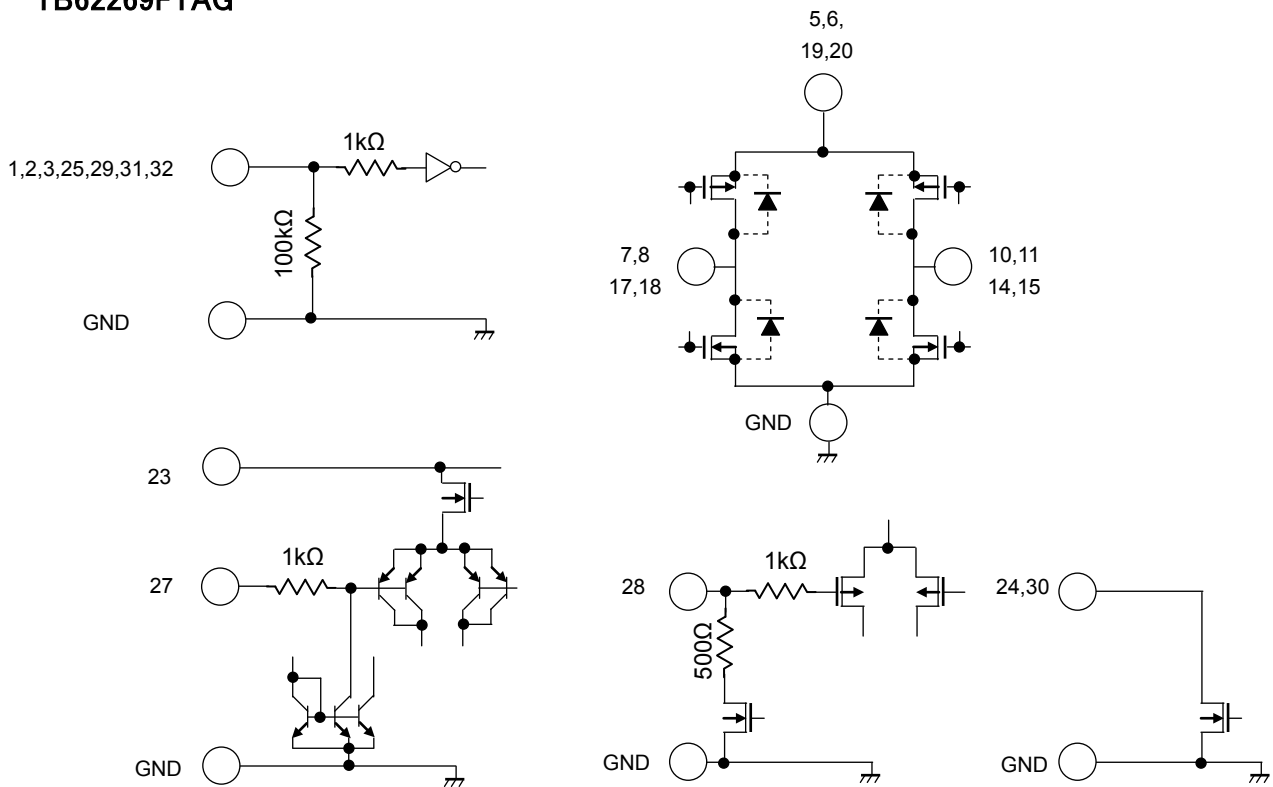 TB62269FTAG
5,6,
19,20
1kΩ
1,2,3,25,29,31,32
100kΩ
GND
7,8
17,18
10,11
14,15
GND
23
1kΩ
27
GND
28
1kΩ
500Ω
GND
24,30
GND